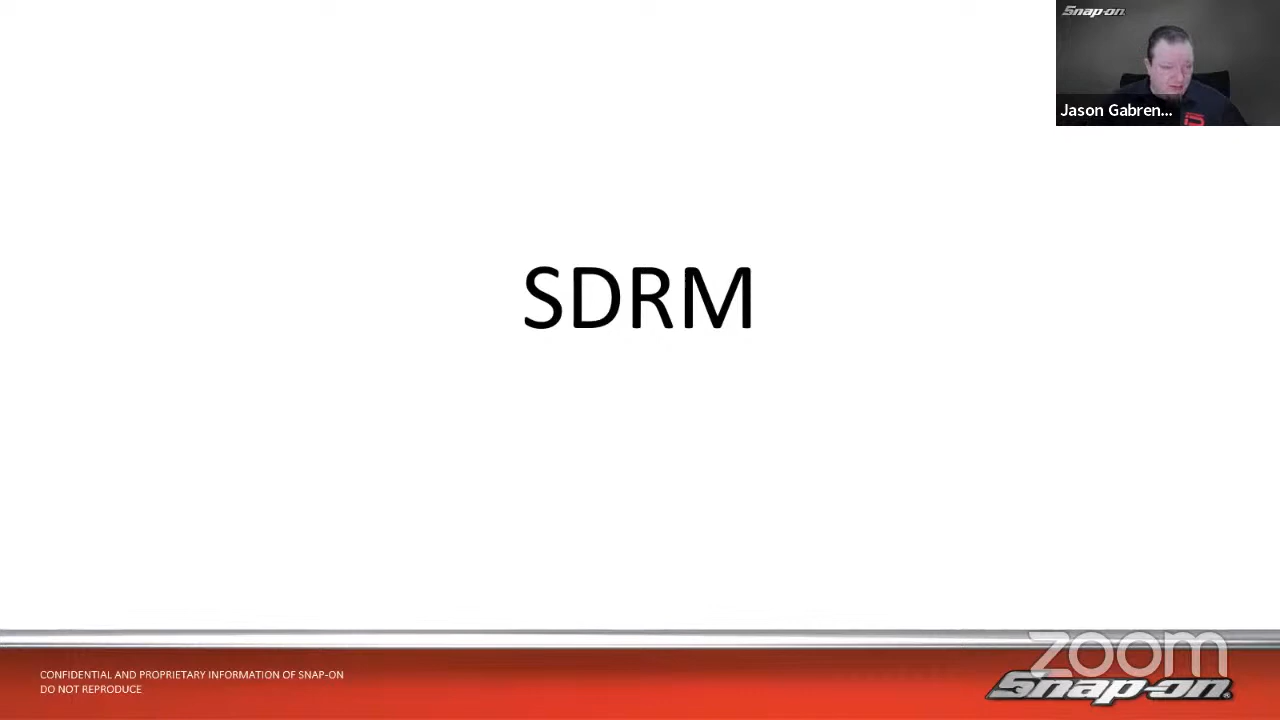 Snap-on
Jason Gabren...
SDRM
CONFIDENTIAL AND PROPRIETARY INFORMATION OF SNAP-ON
DO NOT REPRODUCE
zoom
Snap-on®